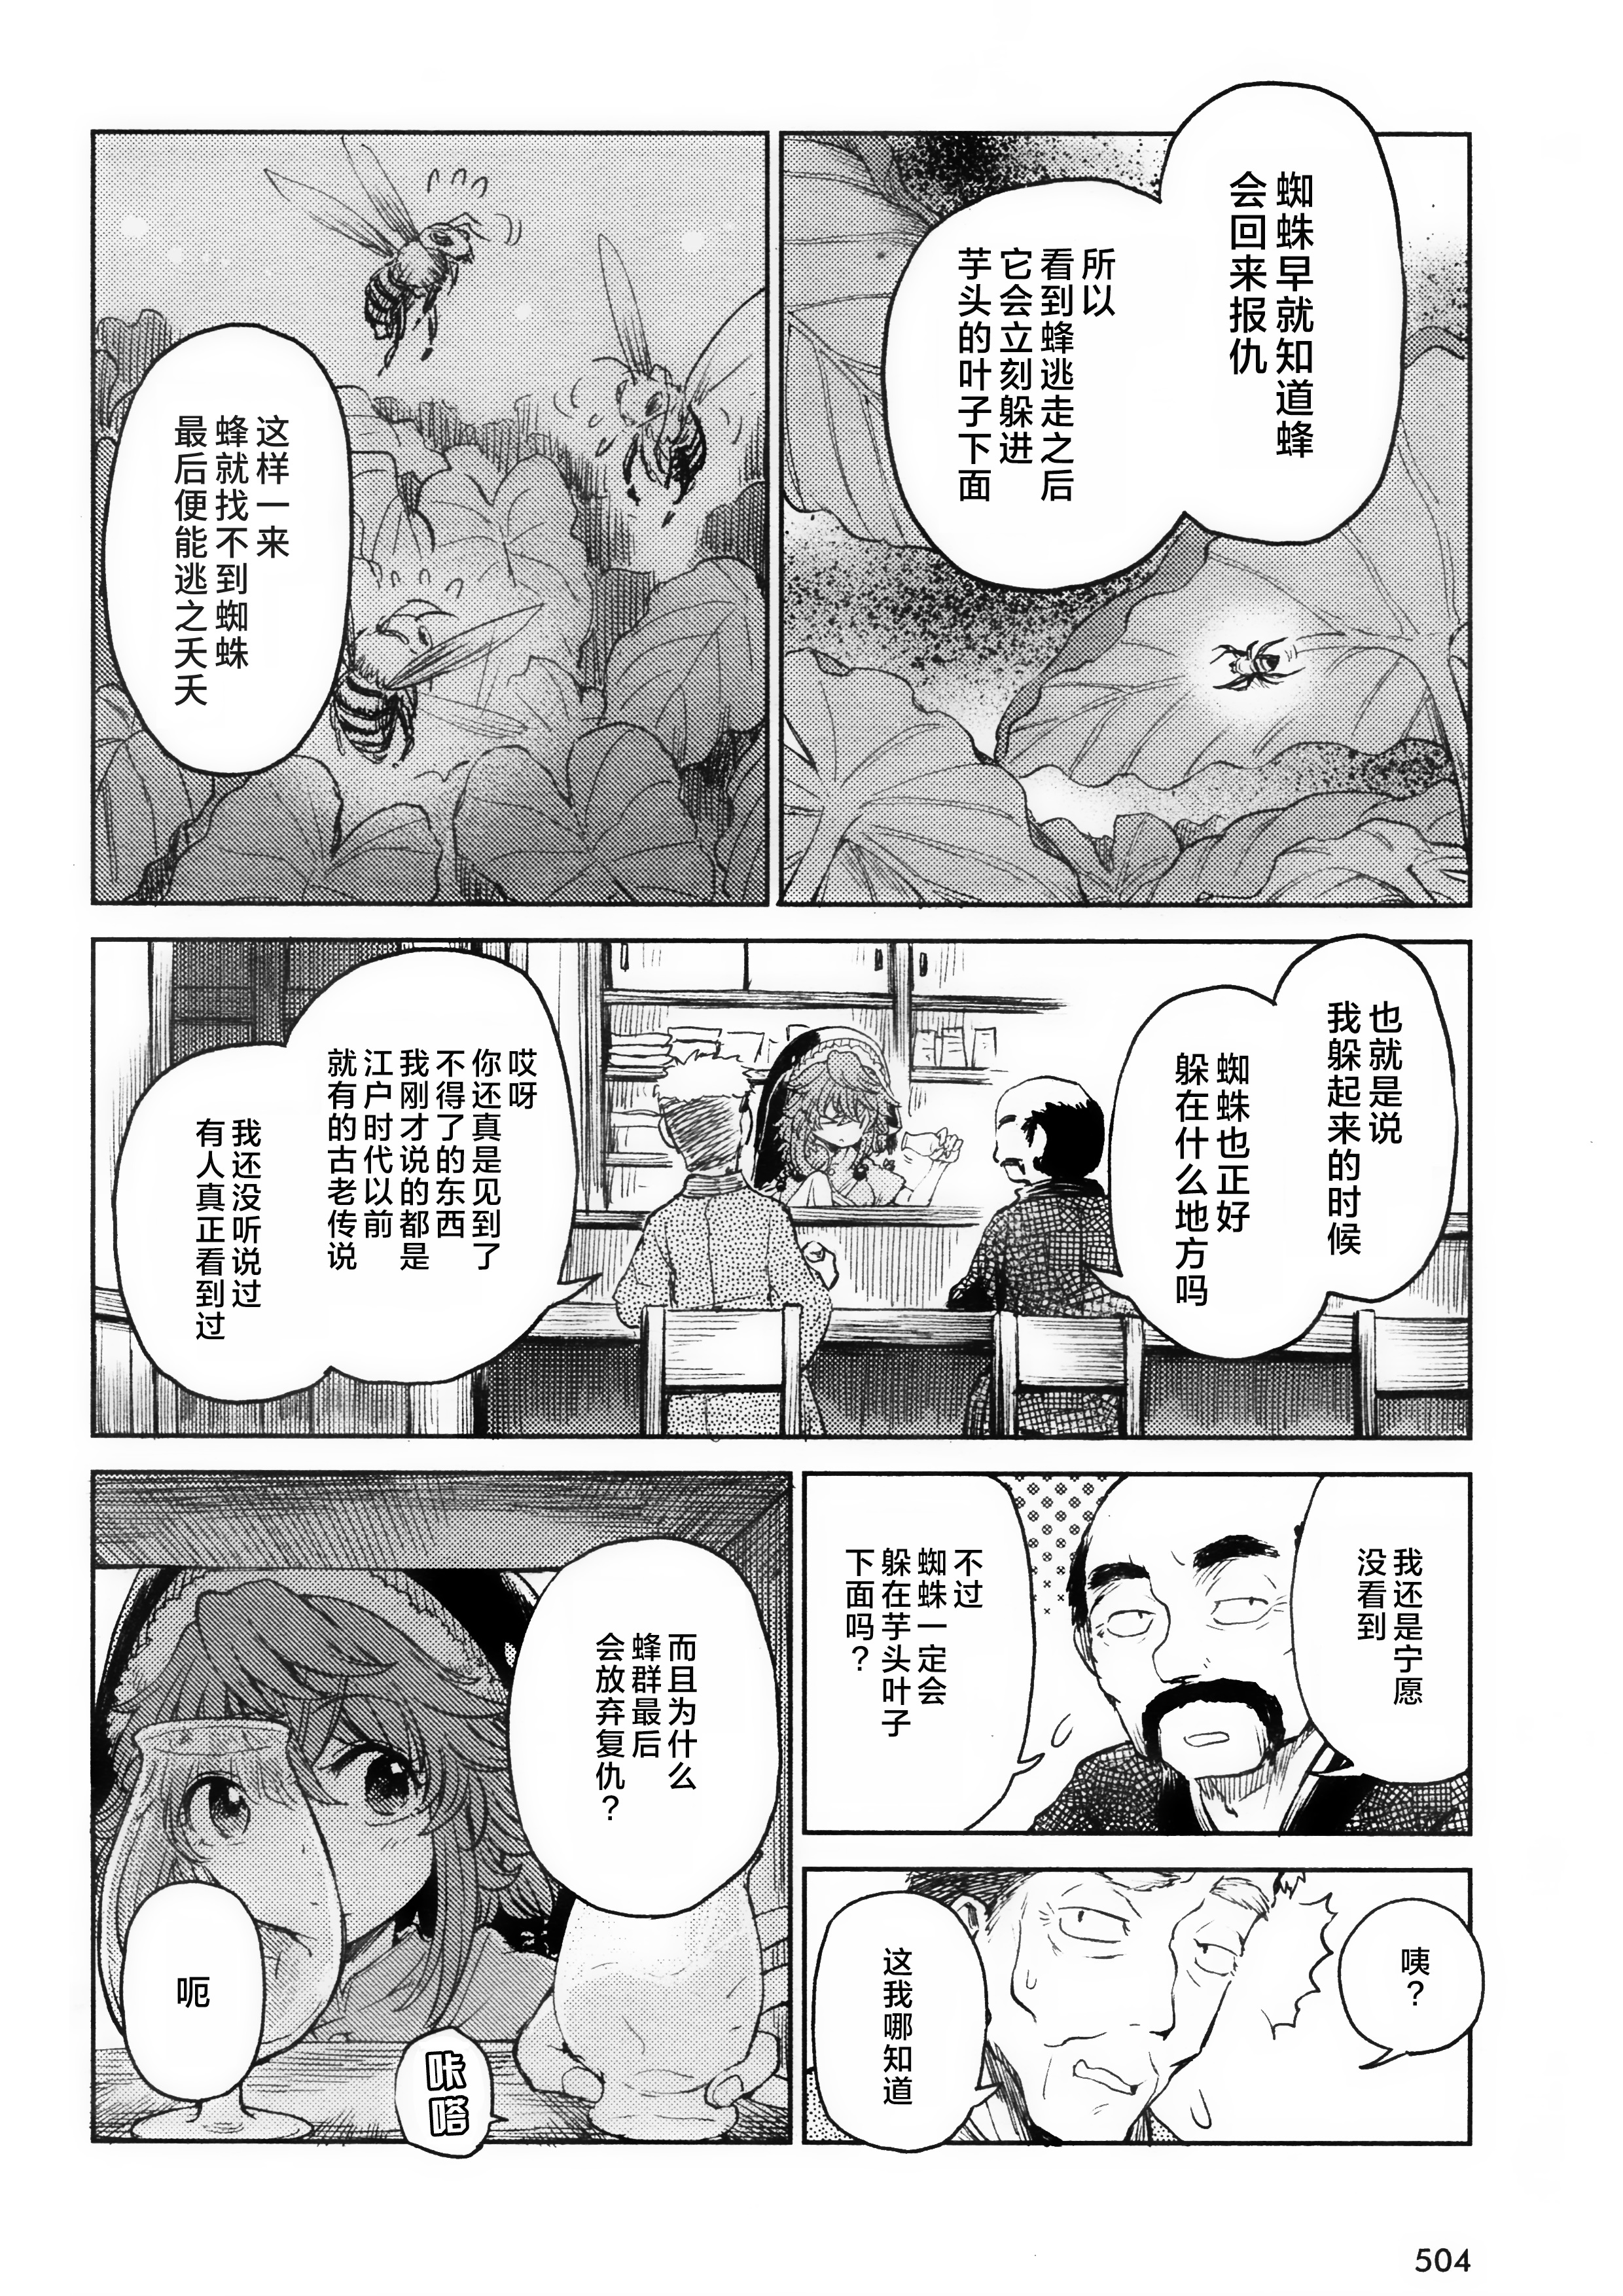 蜘蛛早就知道蜂
会回来报仇
所以
看到蜂逃走之后
它会立刻躲进
芋头的叶子下面
这样一来
蜂就找不到蜘蛛
最后便能逃之夭夭
也就是说
我躲起来的时候
蜘蛛也正好
躲在什么地方吗
哎呀
你还真是见到了
不得了的东西
我刚才说的都是
江户时代以前
就有的古老传说
我还没听说过
有人真正看到过
我还是宁愿
没看到
不过
蜘蛛一定会
躲在芋头叶子
下面吗？
咦？
这我哪知道
而且为什么
蜂群最后
会放弃复仇？
咔嗒
呃
504